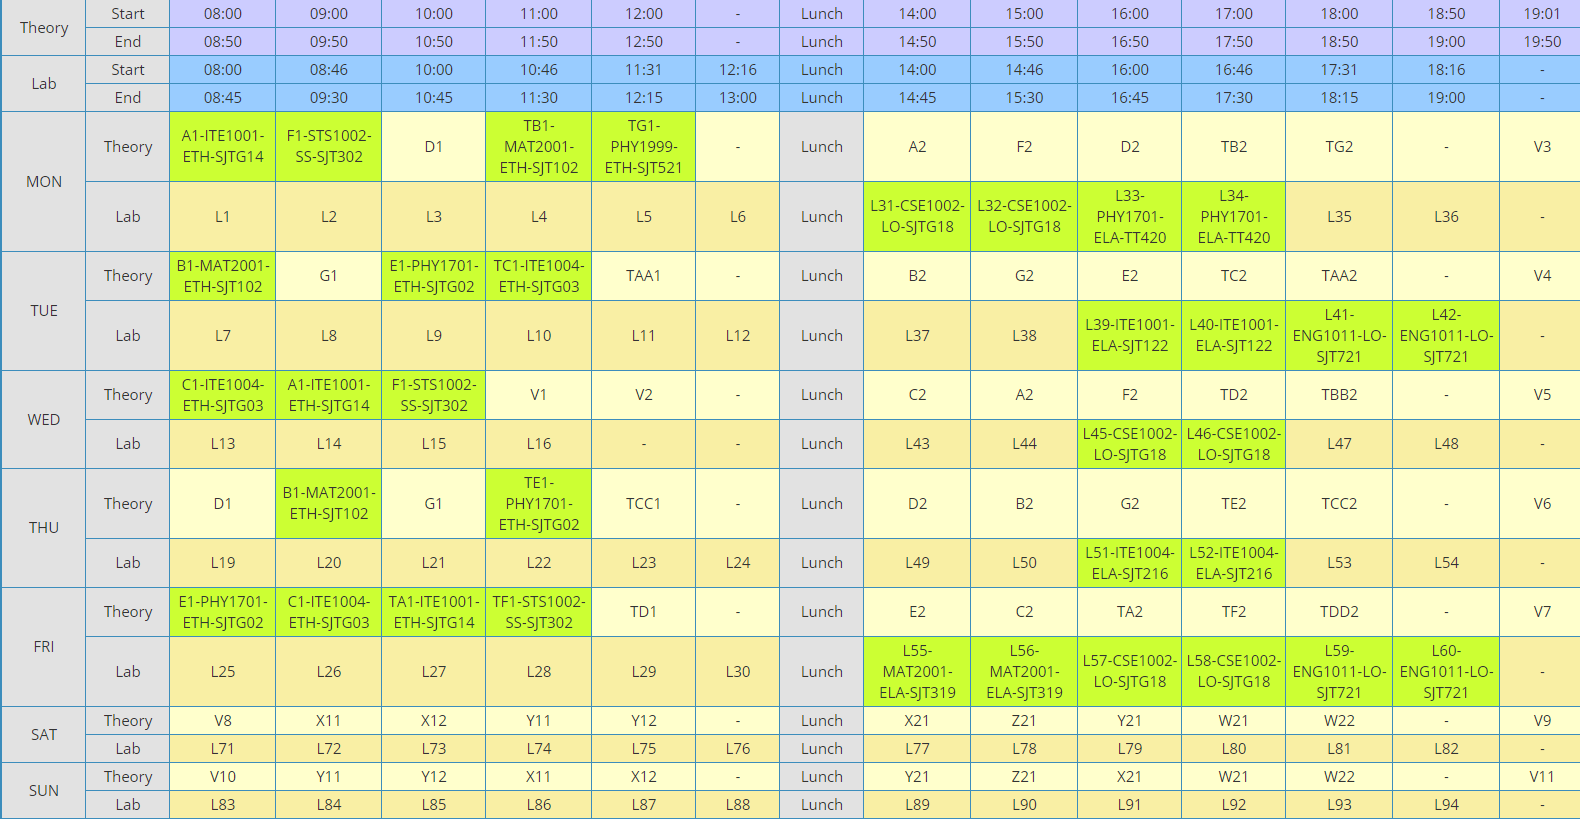 Theory Start 08:00 09:00 10:00 11:00 12:00 - Lunch 14:00 15:00 16:00 17:00 18:00 18:50 19:01
End 08:50 09:50 10:50 11:50 12:50 - Lunch 14:50 15:50 16:50 17:50 18:50 19:00 19:50
Lab Start 08:00 08:46 10:00 10:46 11:31 12:16 Lunch 14:00 14:46 16:00 16:46 17:31 18:16 -
End 08:45 09:30 10:45 11:30 12:15 13:00 Lunch 14:45 15:30 16:45 17:30 18:15 19:00 -
MON Theory A1-ITE1001-ETH-SJTG14 F1-STS1002-SS-SJT302 D1 TB1-MAT2001-ETH-SJT102 TG1-PHY1999-ETH-SJT521 - Lunch A2 F2 D2 TB2 TG2 - V3
Lab L1 L2 L3 L4 L5 L6 Lunch L31-CSE1002-LO-SJTG18 L32-CSE1002-LO-SJTG18 L33-PHY1701-ELA-TT420 L34-PHY1701-ELA-TT420 L35 L36 -
TUE Theory B1-MAT2001-ETH-SJT102 G1 E1-PHY1701-ETH-SJTG02 TC1-ITE1004-ETH-SJTG03 TAA1 - Lunch B2 G2 E2 TC2 TAA2 - V4
Lab L7 L8 L9 L10 L11 L12 Lunch L37 L38 L39-ITE1001-ELA-SJT122 L40-ITE1001-ELA-SJT122 L41-ENG1011-LO-SJT721 L42-ENG1011-LO-SJT721 -
WED Theory C1-ITE1004-ETH-SJTG03 A1-ITE1001-ETH-SJTG14 F1-STS1002-SS-SJT302 V1 V2 - Lunch C2 A2 F2 TD2 TBB2 - V5
Lab L13 L14 L15 L16 - - Lunch L43 L44 L45-CSE1002-LO-SJTG18 L46-CSE1002-LO-SJTG18 L47 L48 -
THU Theory D1 B1-MAT2001-ETH-SJT102 G1 TE1-PHY1701-ETH-SJTG02 TCC1 - Lunch D2 B2 G2 TE2 TCC2 - V6
Lab L19 L20 L21 L22 L23 L24 Lunch L49 L50 L51-ITE1004-ELA-SJT216 L52-ITE1004-ELA-SJT216 L53 L54 -
FRI Theory E1-PHY1701-ETH-SJTG02 C1-ITE1004-ETH-SJTG03 TA1-ITE1001-ETH-SJTG14 TF1-STS1002-SS-SJT302 TD1 - Lunch E2 C2 TA2 TF2 TDD2 - V7
Lab L25 L26 L27 L28 L29 L30 Lunch L55-MAT2001-ELA-SJT319 L56-MAT2001-ELA-SJT319 L57-CSE1002-LO-SJTG18 L58-CSE1002-LO-SJTG18 L59-ENG1011-LO-SJT721 L60-ENG1011-LO-SJT721 -
SAT Theory V8 X11 X12 Y11 Y12 - Lunch X21 Z21 Y21 W21 W22 - V9
Lab L71 L72 L73 L74 L75 L76 Lunch L77 L78 L79 L80 L81 L82 -
SUN Theory V10 Y11 Y12 X11 X12 - Lunch Y21 Z21 X21 W21 W22 - V11
Lab L83 L84 L85 L86 L87 L88 Lunch L89 L90 L91 L92 L93 L94 -